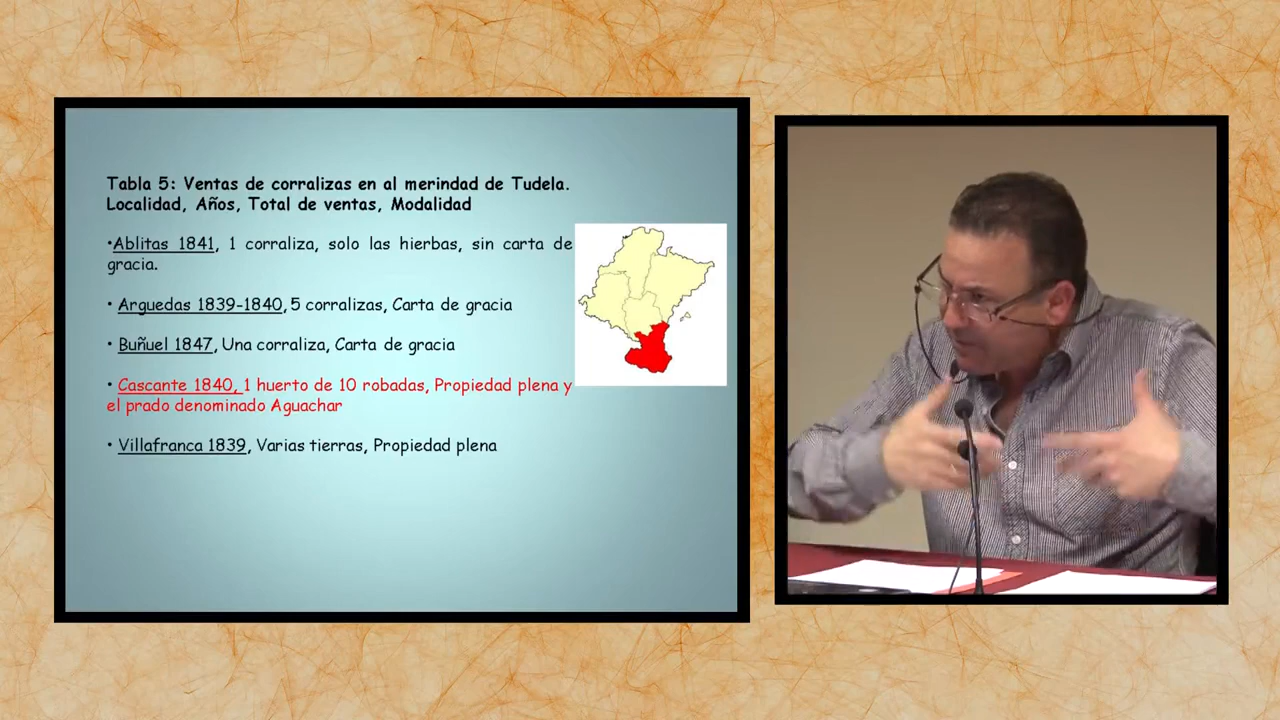 Tabla 5: Ventas de corralizas en al merindad de Tudela.
Localidad, Años, Total de ventas, Modalidad
•Ablitas 1841, 1 corraliza, solo las hierbas, sin carta de
gracia.
• Arguedas 1839-1840, 5 corralizas, Carta de gracia
• Buñuel 1847, Una corraliza, Carta de gracia
• Cascante 1840, 1 huerto de 10 robadas, Propiedad plena y
el prado denominado Aguachar
• Villafranca 1839, Varias tierras, Propiedad plena